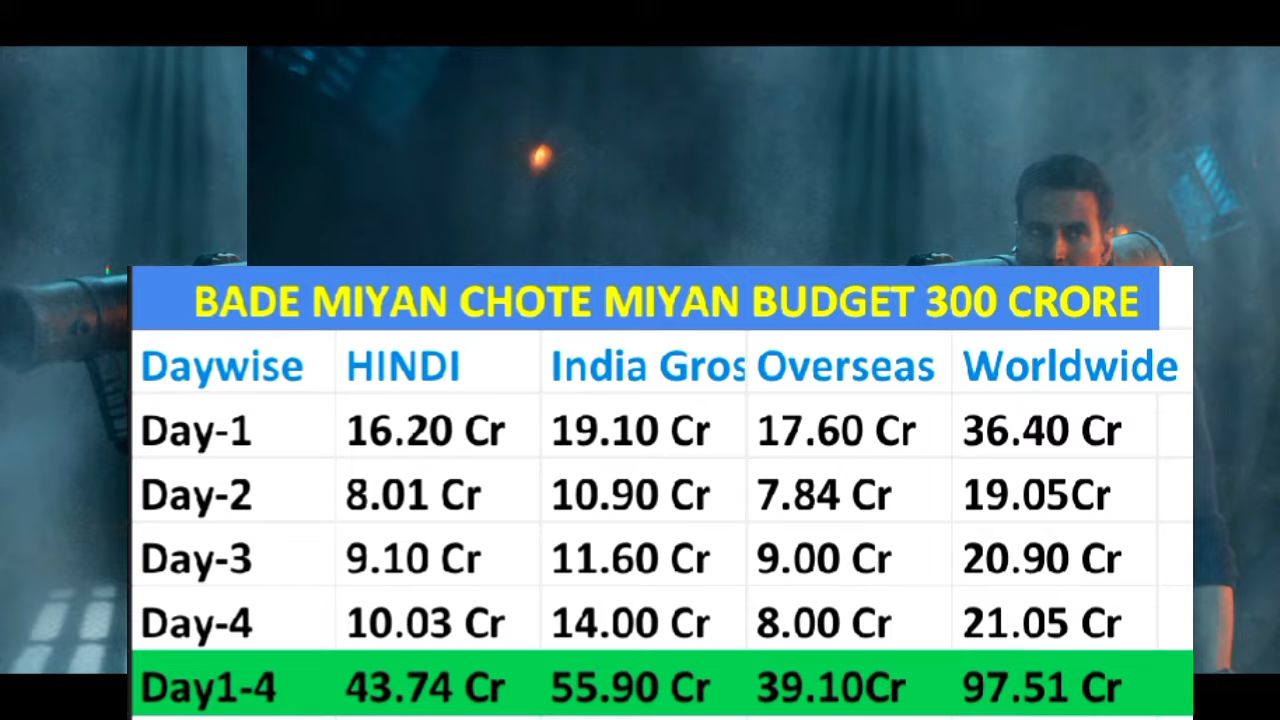 BADE MIYAN CHOTE MIYAN BUDGET 300 CRORE
Daywise HINDI India Gros Overseas Worldwide
Day-1 16.20 Cr 19.10 Cr 17.60 Cr 36.40 Cr
Day-2 8.01 Cr 10.90 Cr 7.84 Cr 19.05Cr
Day-3 9.10 Cr 11.60 Cr 9.00 Cr 20.90 Cr
Day-4 10.03 Cr 14.00 Cr 8.00 Cr 21.05 Cr
Day1-4 43.74 Cr 55.90 Cr 39.10Cr 97.51 Cr